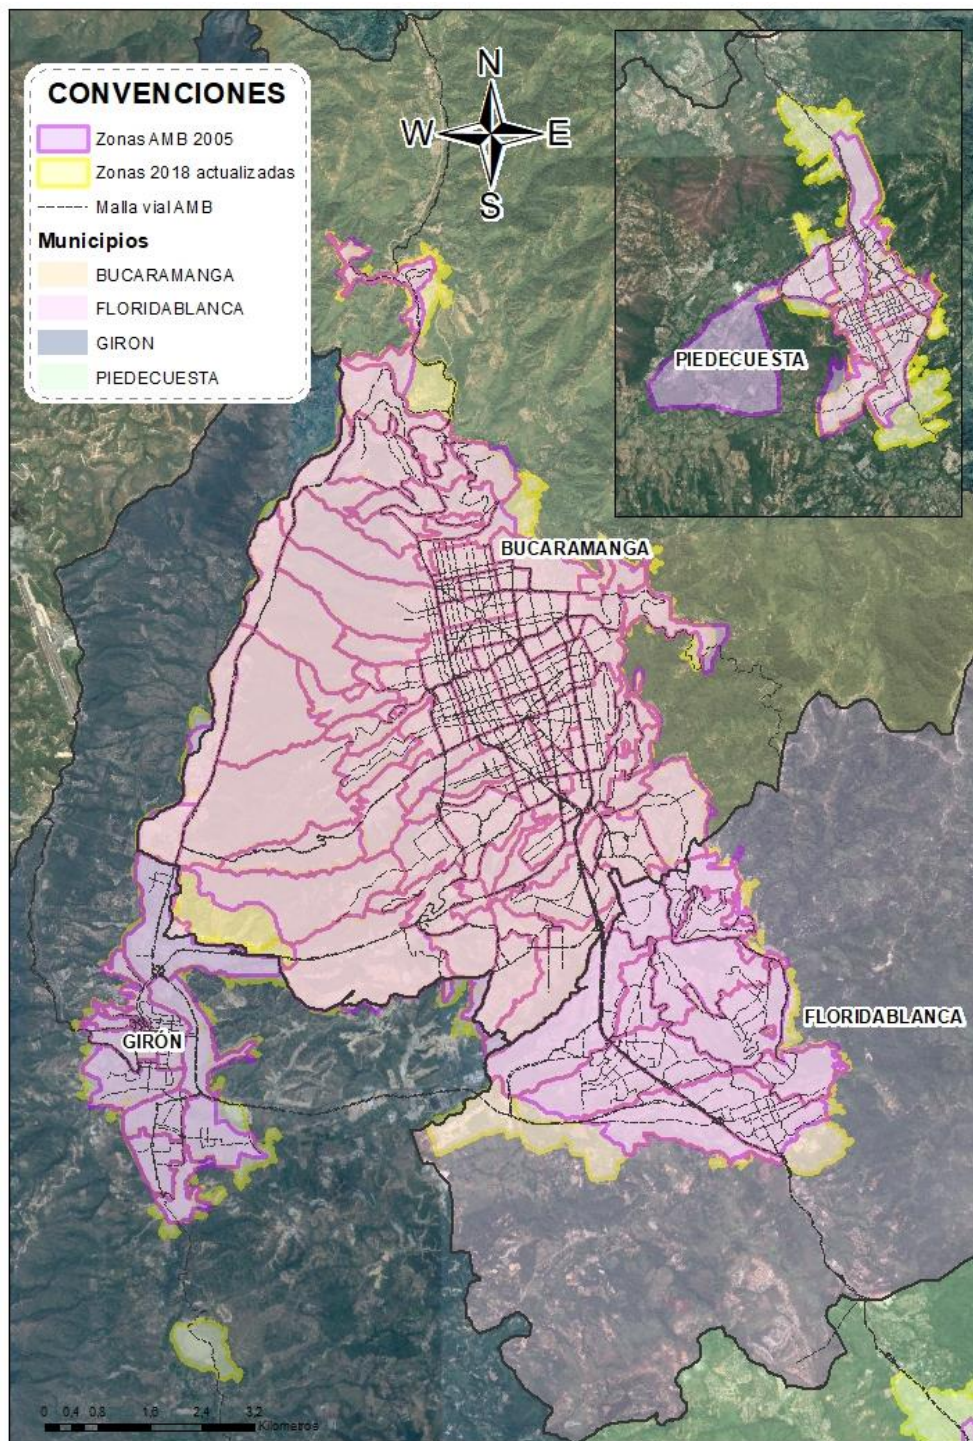 CONVENCIONES
Zonas AMB 2005
Zonas 2018 actualizadas
Malla vial AMB
Municipios
BUCARAMANGA
FLORIDABLANCA
GIRON
PIEDECUESTA
N
W E
S
PIEDECUESTA
BUCARAMANGA
FLORIDABLANCA
GIRÓN
0 0,4 0,8 1,6 2,4 3,2
Kilometros